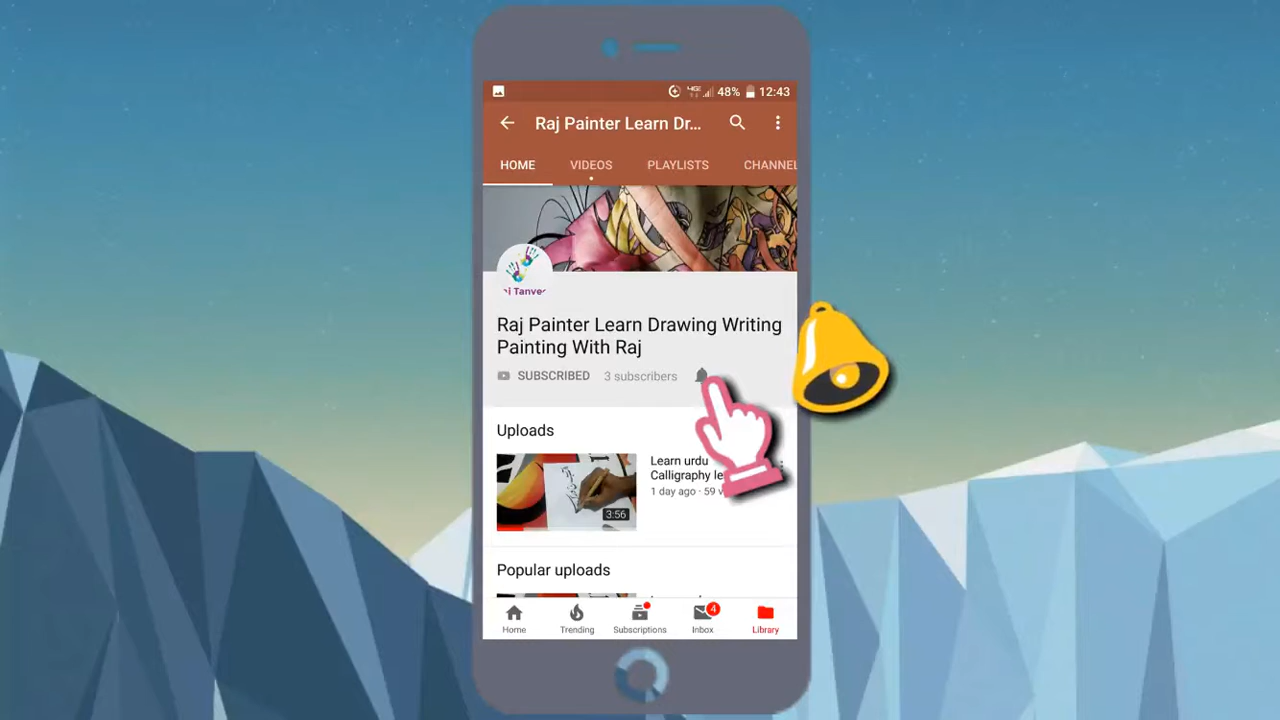 48% 12:43
Raj Painter Learn Dr...
HOME VIDEOS PLAYLISTS CHANNEL
Raj Painter Learn Drawing Writing
Painting With Raj
SUBSCRIBED 3 subscribers
Uploads
Learn urdu
Calligraphy le
1 day ago · 59 v
3:56
Popular uploads
4
Home Trending Subscriptions Inbox Library